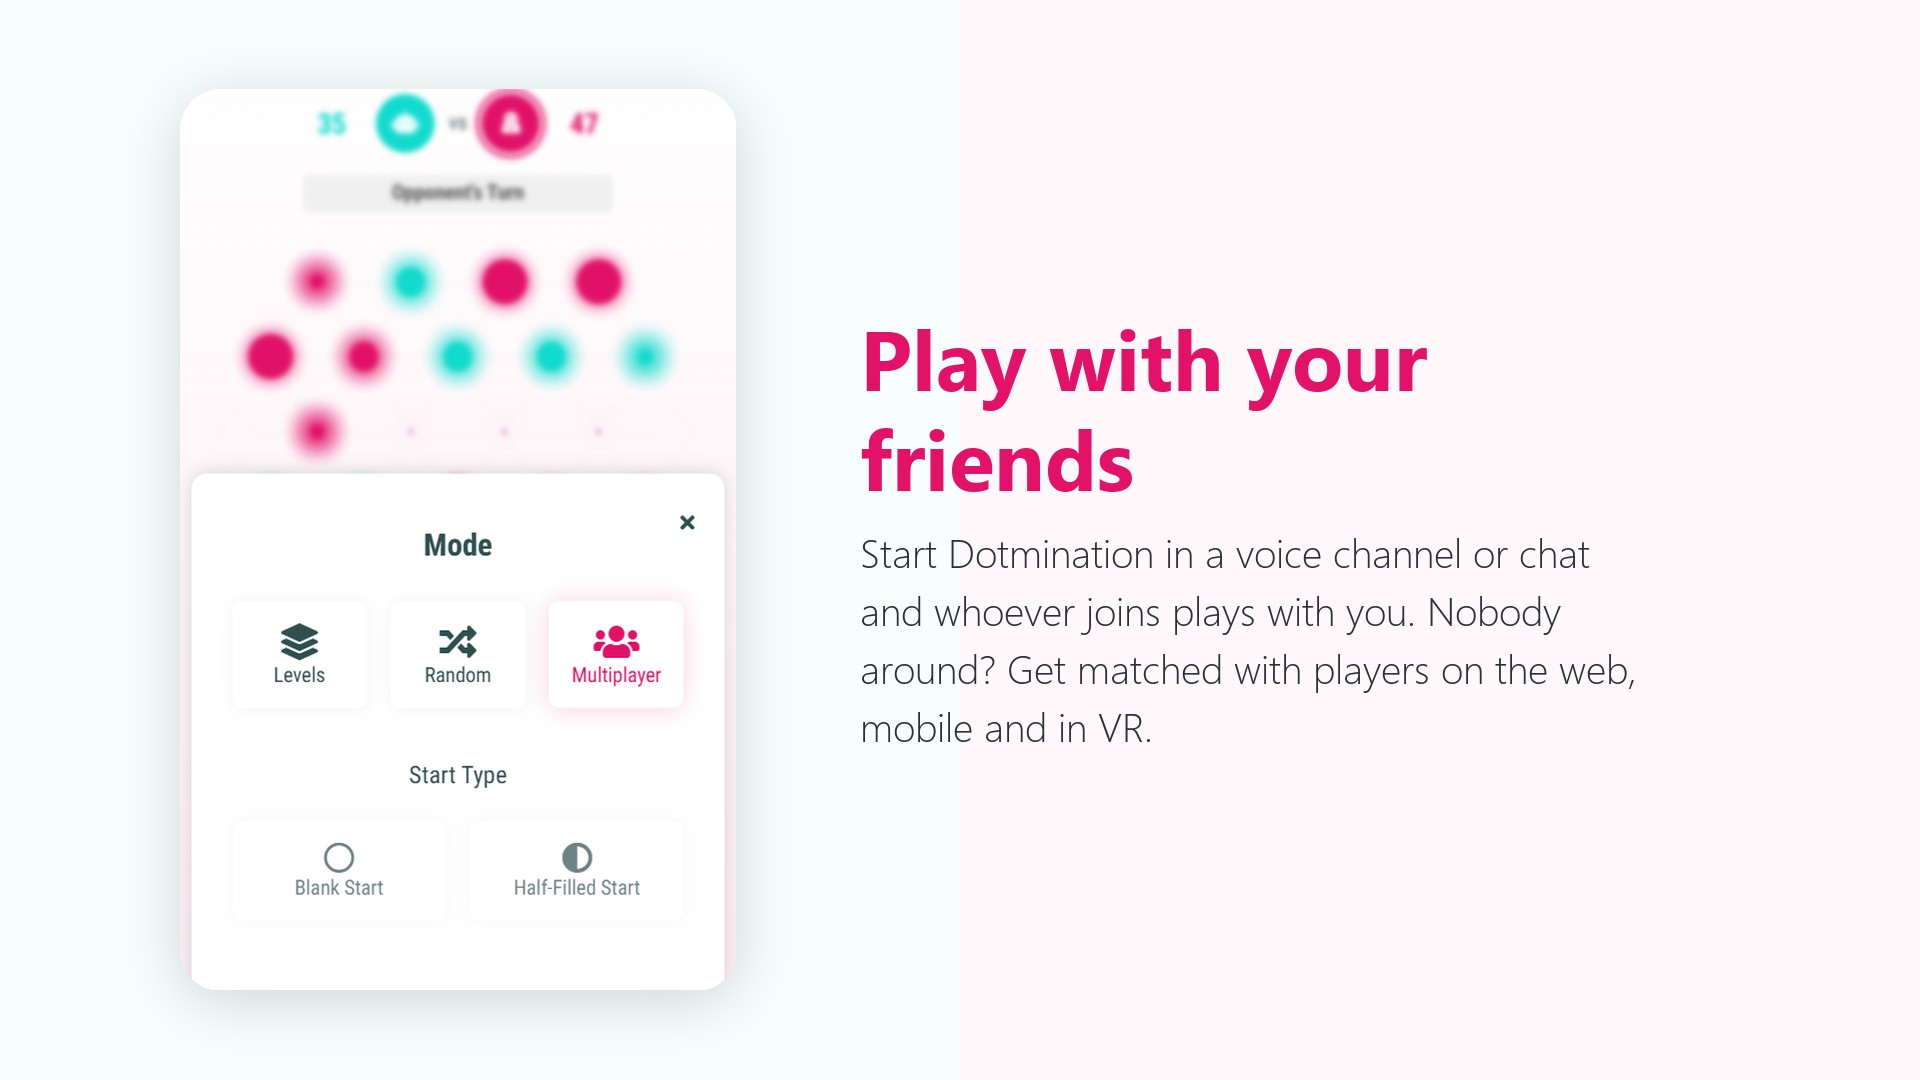 35 VS 47
Opponent's Turn
Mode
Levels
Random
Multiplayer
Start Type
Blank Start
Half-Filled Start
Play with your
friends
Start Dotmination in a voice channel or chat
and whoever joins plays with you. Nobody
around? Get matched with players on the web,
mobile and in VR.